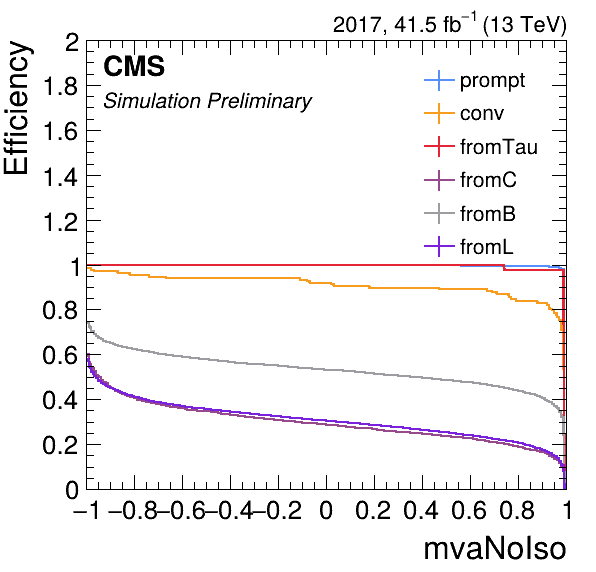 2017, 41.5 fb⁻¹ (13 TeV)
Efficiency
2
1.8
1.6
1.4
1.2
1
0.8
0.6
0.4
0.2
0
CMS
Simulation Preliminary
prompt
conv
fromTau
fromC
fromB
fromL
−1 −0.8 −0.6 −0.4 −0.2 0 0.2 0.4 0.6 0.8 1
mvaNoIso